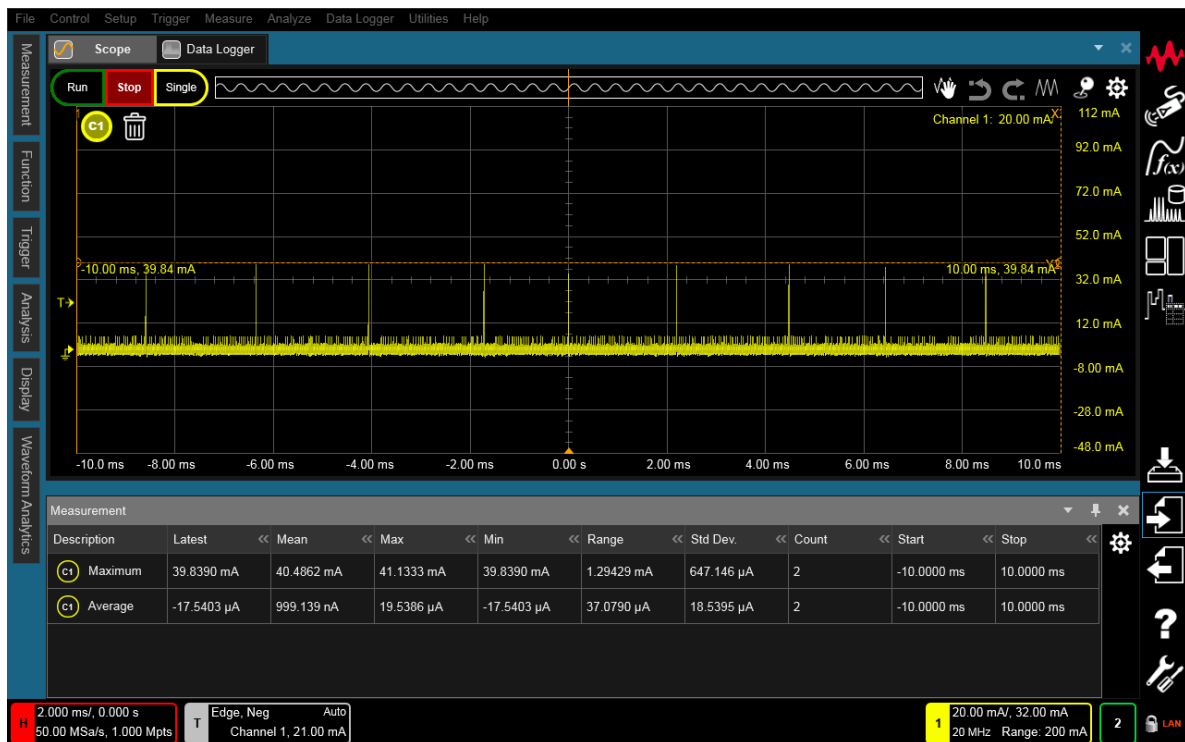 File Control Setup Trigger Measure Analyze Data Logger Utilities Help
Scope Data Logger
Run Stop Single
C1 Channel 1: 20.00 mA/
112 mA
92.0 mA
72.0 mA
52.0 mA
-10.00 ms, 39.84 mA 10.00 ms, 39.84 mA
32.0 mA
T
12.0 mA
-8.00 mA
-28.0 mA
-48.0 mA
-10.0 ms -8.00 ms -6.00 ms -4.00 ms -2.00 ms 0.00 s 2.00 ms 4.00 ms 6.00 ms 8.00 ms 10.0 ms
Measurement
Function
Trigger
Analysis
Display
Waveform Analytics
f(x)
Measurement
Description Latest Mean Max Min Range Std Dev. Count Start Stop
C1 Maximum 39.8390 mA 40.4862 mA 41.1333 mA 39.8390 mA 1.29429 mA 647.146 µA 2 -10.0000 ms 10.0000 ms
C1 Average -17.5403 µA 999.139 nA 19.5386 µA -17.5403 µA 37.0790 µA 18.5395 µA 2 -10.0000 ms 10.0000 ms
?
H 2.000 ms/, 0.000 s
50.00 MSa/s, 1.000 Mpts
T Edge, Neg Auto
Channel 1, 21.00 mA
1 20.00 mA/, 32.00 mA
20 MHz Range: 200 mA
2
LAN